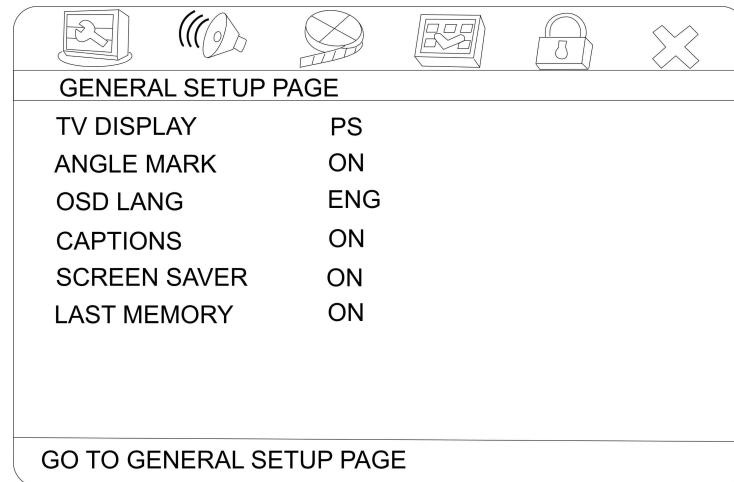 GENERAL SETUP PAGE
TV DISPLAY PS
ANGLE MARK ON
OSD LANG ENG
CAPTIONS ON
SCREEN SAVER ON
LAST MEMORY ON
GO TO GENERAL SETUP PAGE